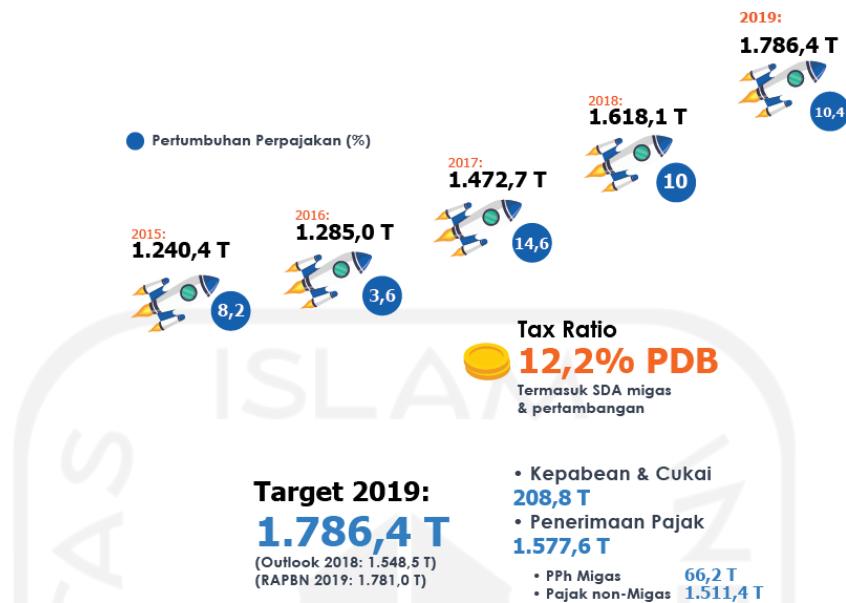 2019:
1.786,4 T
10,4
2018:
1.618,1 T
10
Pertumbuhan Perpajakan (%)
2017:
1.472,7 T
14,6
2016:
1.285,0 T
3,6
2015:
1.240,4 T
8,2
Tax Ratio
12,2% PDB
Termasuk SDA migas
& pertambangan
ISLAM
TAS
Target 2019:
1.786,4 T
(Outlook 2018: 1.548,5 T)
(RAPBN 2019: 1.781,0 T)
• Kepabean & Cukai
208,8 T
• Penerimaan Pajak
1.577,6 T
• PPh Migas 66,2 T
• Pajak non-Migas 1.511,4 T